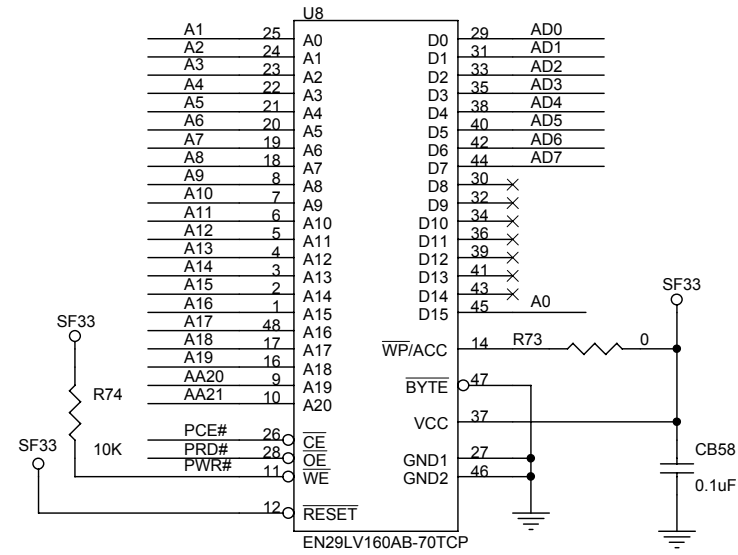 U8
A1 25 A0 D0 29 AD0
A2 24 A1 D1 31 AD1
A3 23 A2 D2 33 AD2
A4 22 A3 D3 35 AD3
A5 21 A4 D4 38 AD4
A6 20 A5 D5 40 AD5
A7 19 A6 D6 42 AD6
A8 18 A7 D7 44 AD7
A9 8 A8 D8 30
A10 7 A9 D9 32
A11 6 A10 D10 34
A12 5 A11 D11 36
A13 4 A12 D12 39
A14 3 A13 D13 41
A15 2 A14 D14 43
A16 1 A15 D15 45 A0
SF33
A17 48 A16
SF33
A18 17 A17 WP/ACC 14 R73 0
A19 16 A18
AA20 9 A19 BYTE 47
R74
AA21 10 A20
VCC 37
PCE# 26 CE
SF33
10K
PRD# 28 OE GND1 27
CB58
PWR# 11 WE GND2 46
0.1uF
12 RESET
EN29LV160AB-70TCP